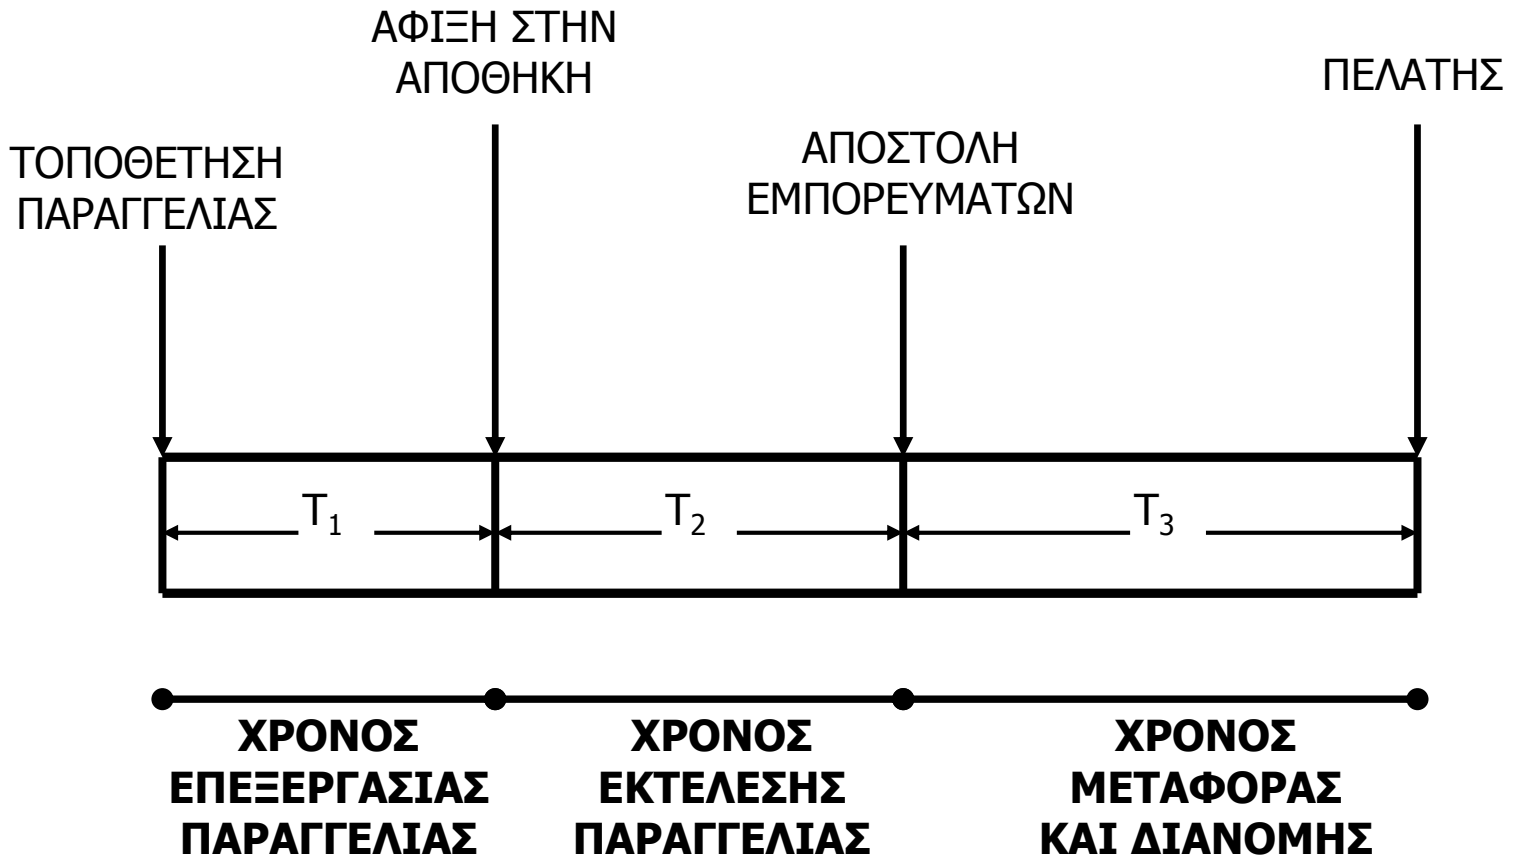 ΑΦΙΞΗ ΣΤΗΝ
ΑΠΟΘΗΚΗ
ΠΕΛΑΤΗΣ
ΤΟΠΟΘΕΤΗΣΗ
ΠΑΡΑΓΓΕΛΙΑΣ
ΑΠΟΣΤΟΛΗ
ΕΜΠΟΡΕΥΜΑΤΩΝ
T₁
T₂
T₃
ΧΡΟΝΟΣ
ΕΠΕΞΕΡΓΑΣΙΑΣ
ΠΑΡΑΓΓΕΛΙΑΣ
ΧΡΟΝΟΣ
ΕΚΤΕΛΕΣΗΣ
ΠΑΡΑΓΓΕΛΙΑΣ
ΧΡΟΝΟΣ
ΜΕΤΑΦΟΡΑΣ
ΚΑΙ ΔΙΑΝΟΜΗΣ